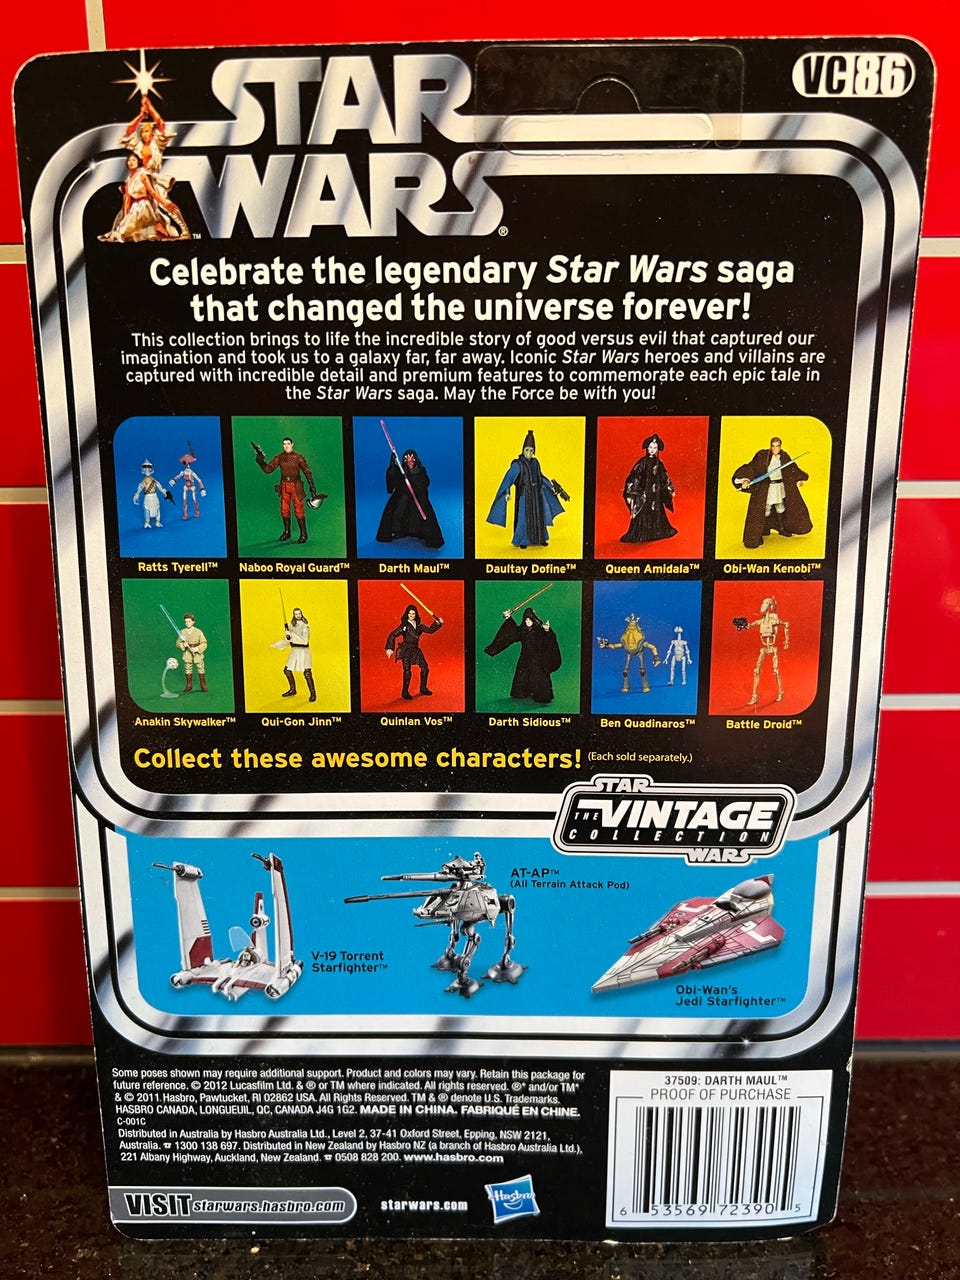 STAR
WARS™®
VC86
Celebrate the legendary Star Wars saga
that changed the universe forever!
This collection brings to life the incredible story of good versus evil that captured our
imagination and took us to a galaxy far, far away. Iconic Star Wars heroes and villains are
captured with incredible detail and premium features to commemorate each epic tale in
the Star Wars saga. May the Force be with you!
Ratts Tyerell™ Naboo Royal Guard™ Darth Maul™ Daultay Dofine™ Queen Amidala™ Obi-Wan Kenobi™
Anakin Skywalker™ Qui-Gon Jinn™ Quinlan Vos™ Darth Sidious™ Ben Quadinaros™ Battle Droid™
Collect these awesome characters! (Each sold separately.)
STAR
THE VINTAGE
COLLECTION
WARS
AT-AP™
(All Terrain Attack Pod)
V-19 Torrent
Starfighter™
Obi-Wan's
Jedi Starfighter™
Some poses shown may require additional support. Product and colors may vary. Retain this package for
future reference. © 2012 Lucasfilm Ltd. & ® or TM where indicated. All rights reserved. ®* and/or TM*
& © 2011 Hasbro, Pawtucket, RI 02862 USA. All Rights Reserved. TM & ® denote U.S. Trademarks.
HASBRO CANADA, LONGUEUIL, QC, CANADA J4G 1G2. MADE IN CHINA. FABRIQUÉ EN CHINE.
C-001C
Distributed in Australia by Hasbro Australia Ltd., Level 2, 37-41 Oxford Street, Epping, NSW 2121,
Australia. ☎ 1300 138 697. Distributed in New Zealand by Hasbro NZ (a branch of Hasbro Australia Ltd.),
221 Albany Highway, Auckland, New Zealand. ☎ 0508 828 200. www.hasbro.com
VISIT starwars.hasbro.com
starwars.com
Hasbro
37509: DARTH MAUL™
PROOF OF PURCHASE
6 53569 72390 5